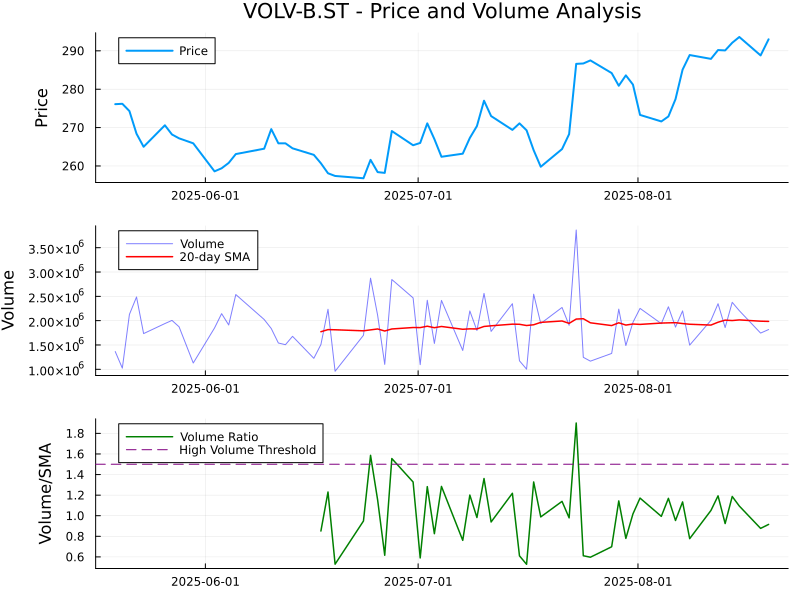 VOLV-B.ST - Price and Volume Analysis
Price
290
280
270
260
Price
2025-06-01 2025-07-01 2025-08-01
Volume
20-day SMA
3.50×10⁶
3.00×10⁶
2.50×10⁶
2.00×10⁶
1.50×10⁶
1.00×10⁶
Volume
2025-06-01 2025-07-01 2025-08-01
Volume Ratio
High Volume Threshold
1.8
1.6
1.4
1.2
1.0
0.8
0.6
Volume/SMA
2025-06-01 2025-07-01 2025-08-01